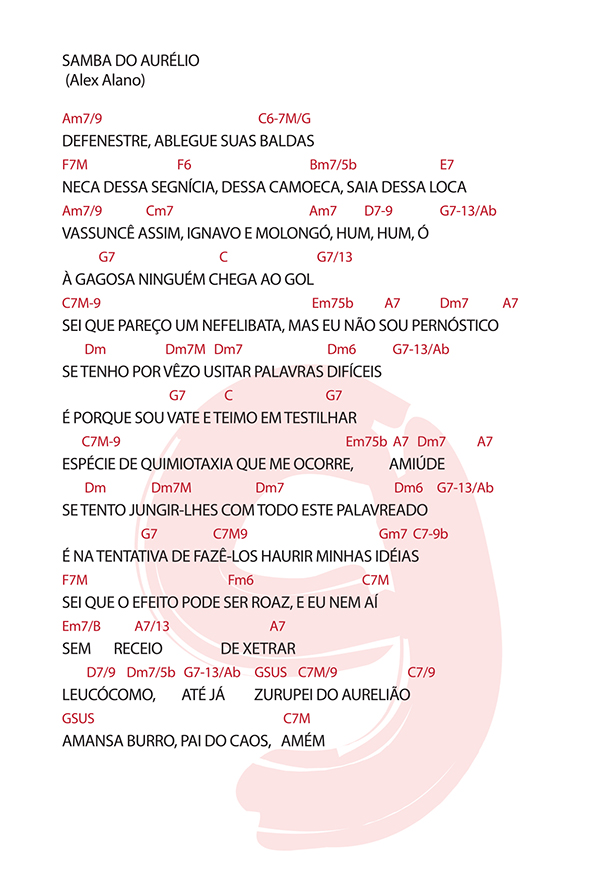 SAMBA DO AURÉLIO
(Alex Alano)
Am7/9 C6-7M/G
DEFENESTRE, ABLEGUE SUAS BALDAS
F7M F6 Bm7/5b E7
NECA DESSA SEGNÍCIA, DESSA CAMOECA, SAIA DESSA LOCA
Am7/9 Cm7 Am7 D7-9 G7-13/Ab
VASSUNCÊ ASSIM, IGNAVO E MOLONGÓ, HUM, HUM, Ó
G7 C G7/13
À GAGOSA NINGUÉM CHEGA AO GOL
C7M-9 Em75b A7 Dm7 A7
SEI QUE PAREÇO UM NEFELIBATA, MAS EU NÃO SOU PERNÓSTICO
Dm Dm7M Dm7 Dm6 G7-13/Ab
SE TENHO POR VÊZO USITAR PALAVRAS DIFÍCEIS
G7 C G7
É PORQUE SOU VATE E TEIMO EM TESTILHAR
C7M-9 Em75b A7 Dm7 A7
ESPÉCIE DE QUIMIOTAXIA QUE ME OCORRE, AMIÚDE
Dm Dm7M Dm7 Dm6 G7-13/Ab
SE TENTO JUNGIR-LHES COM TODO ESTE PALAVREADO
G7 C7M9 Gm7 C7-9b
É NA TENTATIVA DE FAZÊ-LOS HAURIR MINHAS IDÉIAS
F7M Fm6 C7M
SEI QUE O EFEITO PODE SER ROAZ, E EU NEM AÍ
Em7/B A7/13 A7
SEM RECEIO DE XETRAR
D7/9 Dm7/5b G7-13/Ab GSUS C7M/9 C7/9
LEUCÓCOMO, ATÉ JÁ ZURUPEI DO AURELIÃO
GSUS C7M
AMANSA BURRO, PAI DO CAOS, AMÉM